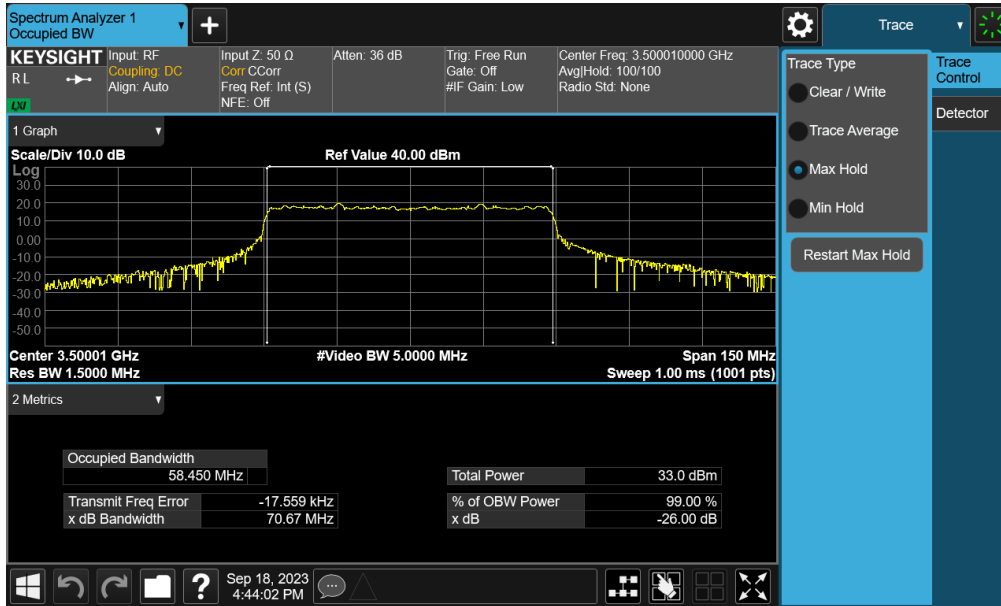 Spectrum Analyzer 1
Occupied BW
Trace
KEYSIGHT
R L
LXI
Input: RF
Coupling: DC
Align: Auto
Input Z: 50 Ω
Corr CCorr
Freq Ref: Int (S)
NFE: Off
Atten: 36 dB
Trig: Free Run
Gate: Off
#IF Gain: Low
Center Freq: 3.500010000 GHz
Avg|Hold: 100/100
Radio Std: None
Trace Type
Clear / Write
Trace Average
Max Hold
Min Hold
Restart Max Hold
Trace
Control
Detector
1 Graph
Scale/Div 10.0 dB
Ref Value 40.00 dBm
Log
30.0
20.0
10.0
0.00
-10.0
-20.0
-30.0
-40.0
-50.0
Center 3.50001 GHz
#Video BW 5.0000 MHz
Span 150 MHz
Res BW 1.5000 MHz
Sweep 1.00 ms (1001 pts)
2 Metrics
Occupied Bandwidth
58.450 MHz
Total Power 33.0 dBm
Transmit Freq Error -17.559 kHz
% of OBW Power 99.00 %
x dB Bandwidth 70.67 MHz
x dB -26.00 dB
Sep 18, 2023
4:44:02 PM